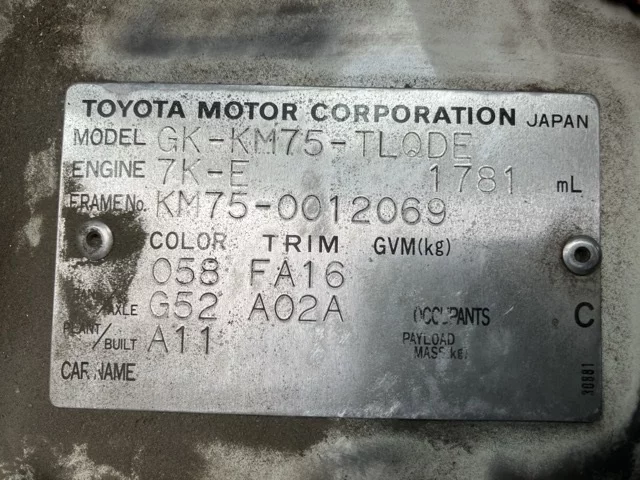 TOYOTA MOTOR CORPORATION JAPAN
MODEL GK-KM75-TLQDE
ENGINE 7K-E 1781 mL
FRAME No. KM75-0012069
COLOR TRIM GVM(kg)
058 FA16
AXLE G52 A02A OCCUPANTS C
PLANT/BUILT A11 PAYLOAD
MASS kg.
CAR NAME
30881